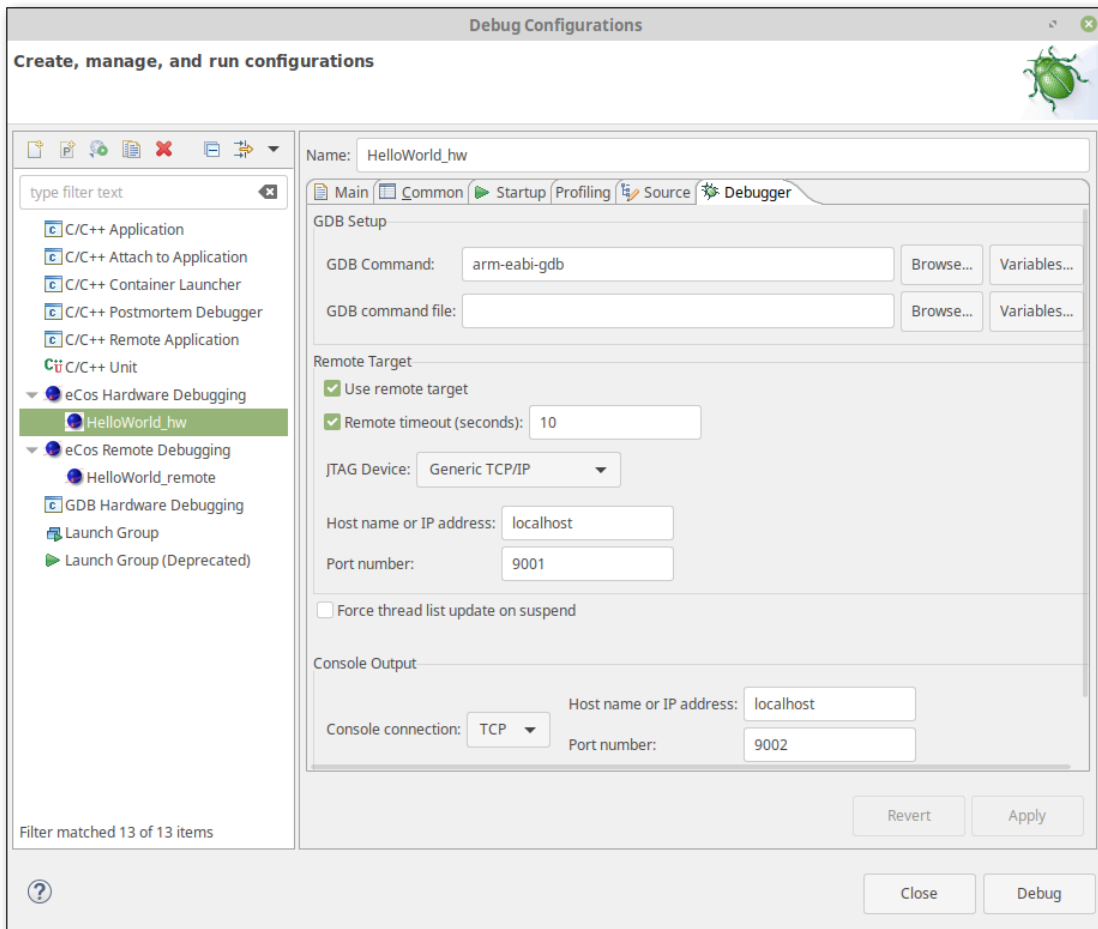 Debug Configurations
Create, manage, and run configurations
type filter text
C/C++ Application
C/C++ Attach to Application
C/C++ Container Launcher
C/C++ Postmortem Debugger
C/C++ Remote Application
C/C++ Unit
eCos Hardware Debugging
HelloWorld_hw
eCos Remote Debugging
HelloWorld_remote
GDB Hardware Debugging
Launch Group
Launch Group (Deprecated)
Filter matched 13 of 13 items
Name: HelloWorld_hw
Main Common Startup Profiling Source Debugger
GDB Setup
GDB Command: arm-eabi-gdb Browse... Variables...
GDB command file: Browse... Variables...
Remote Target
Use remote target
Remote timeout (seconds): 10
JTAG Device: Generic TCP/IP
Host name or IP address: localhost
Port number: 9001
Force thread list update on suspend
Console Output
Console connection: TCP
Host name or IP address: localhost
Port number: 9002
Revert Apply
Close Debug